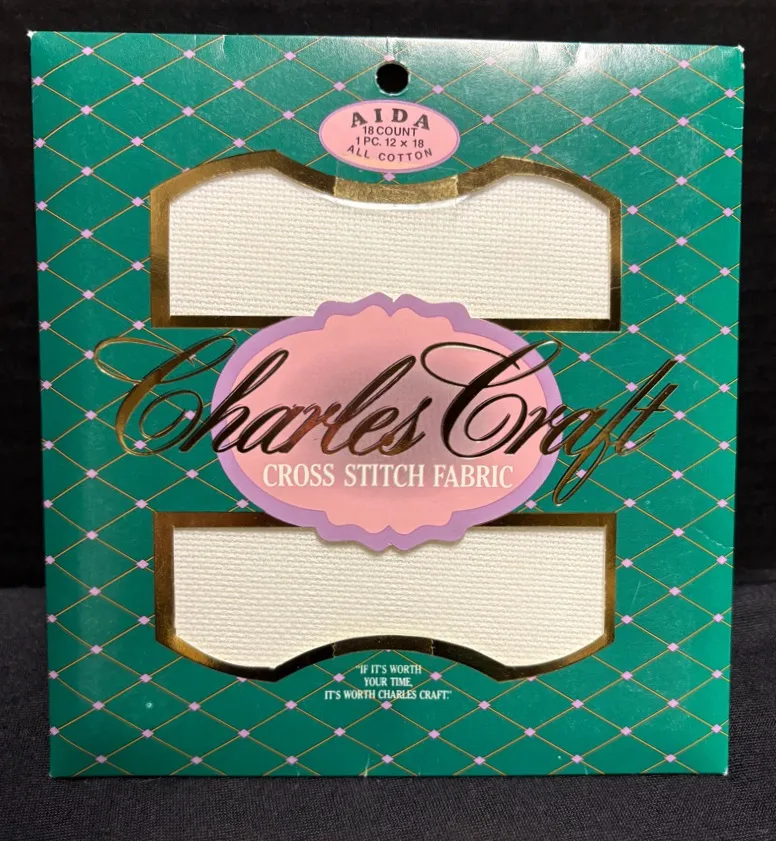 AIDA
18 COUNT
1 PC. 12 × 18
ALL COTTON
Charles Craft
CROSS STITCH FABRIC
"IF IT'S WORTH
YOUR TIME,
IT'S WORTH CHARLES CRAFT."